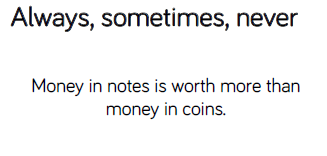 Always, sometimes, never
Money in notes is worth more than
money in coins.